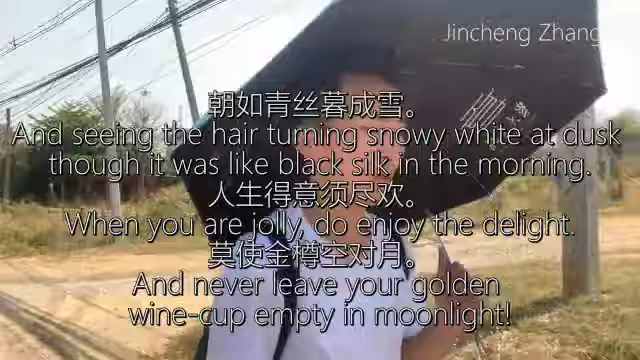 Jincheng Zhang
朝如青丝暮成雪。
And seeing the hair turning snowy white at dusk
though it was like black silk in the morning.
人生得意须尽欢。
When you are jolly, do enjoy the delight.
莫使金樽空对月。
And never leave your golden
wine-cup empty in moonlight!